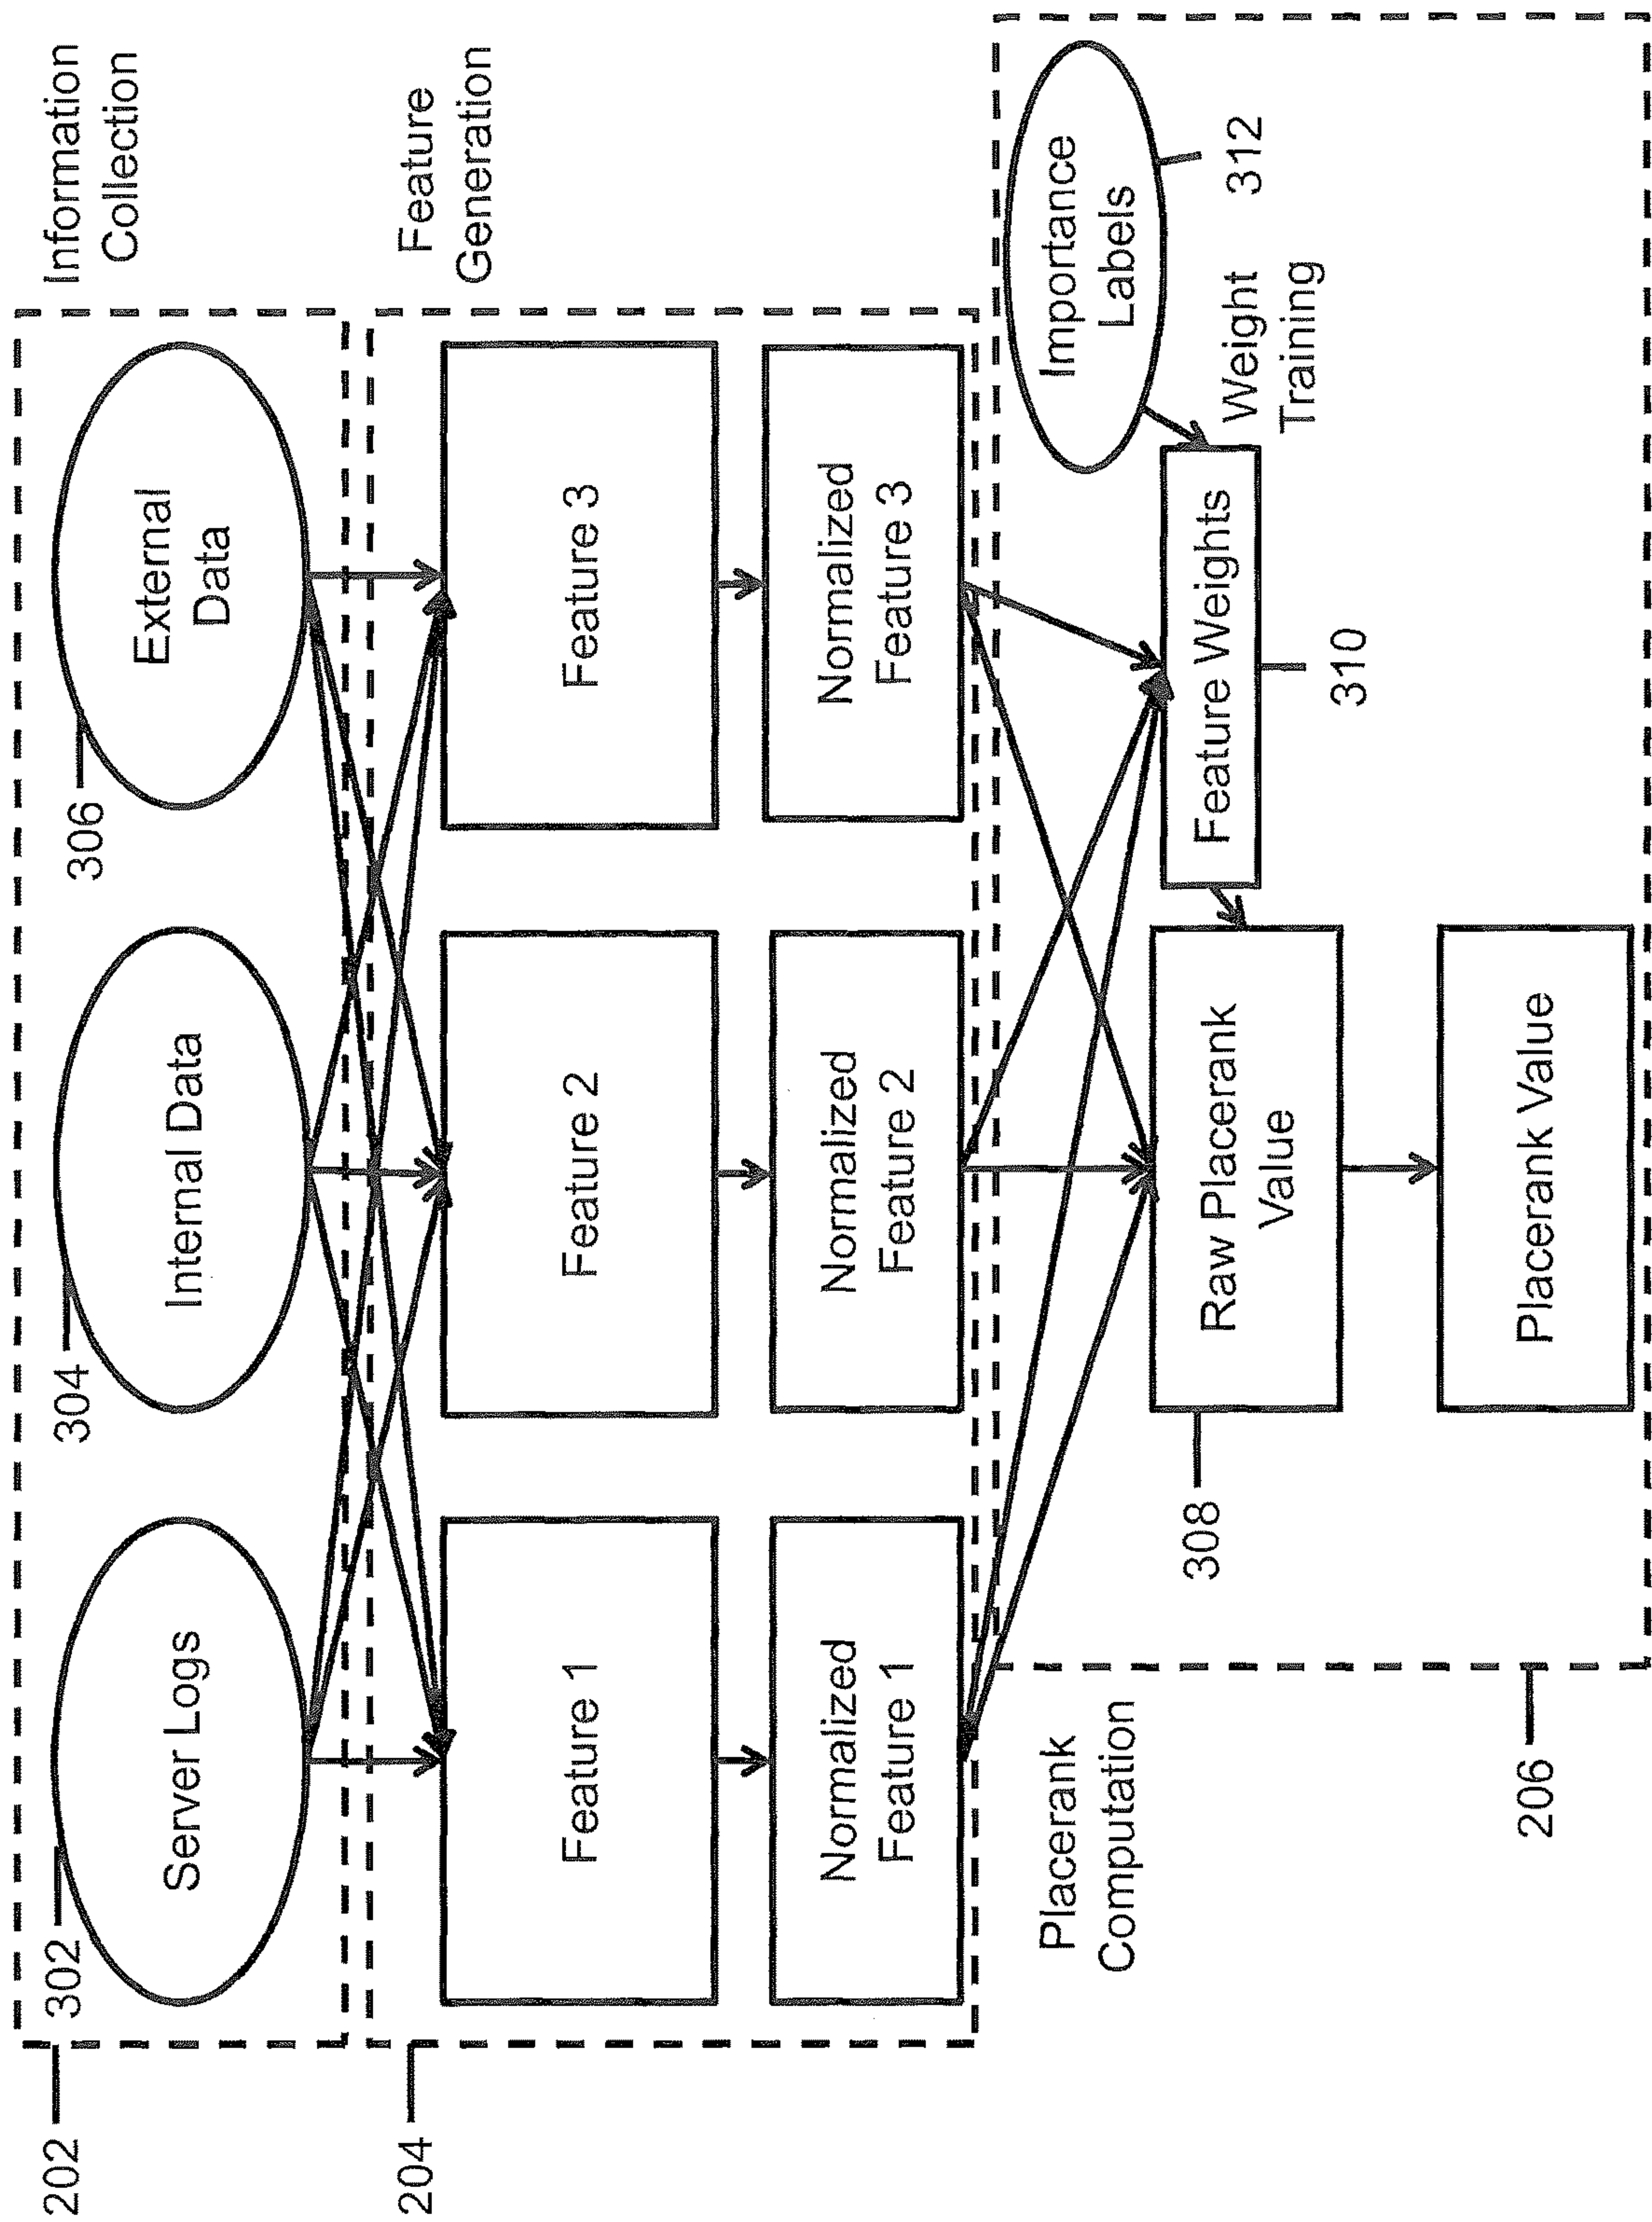 202
302
Server Logs
304
Internal Data
306
External
Data
Information
Collection
204
Feature 1
Feature 2
Feature 3
Feature
Generation
Normalized
Feature 1
Normalized
Feature 2
Normalized
Feature 3
Placerank
Computation
206
308
Raw Placerank
Value
Feature Weights
310
Importance
Labels
312
Weight
Training
Placerank Value